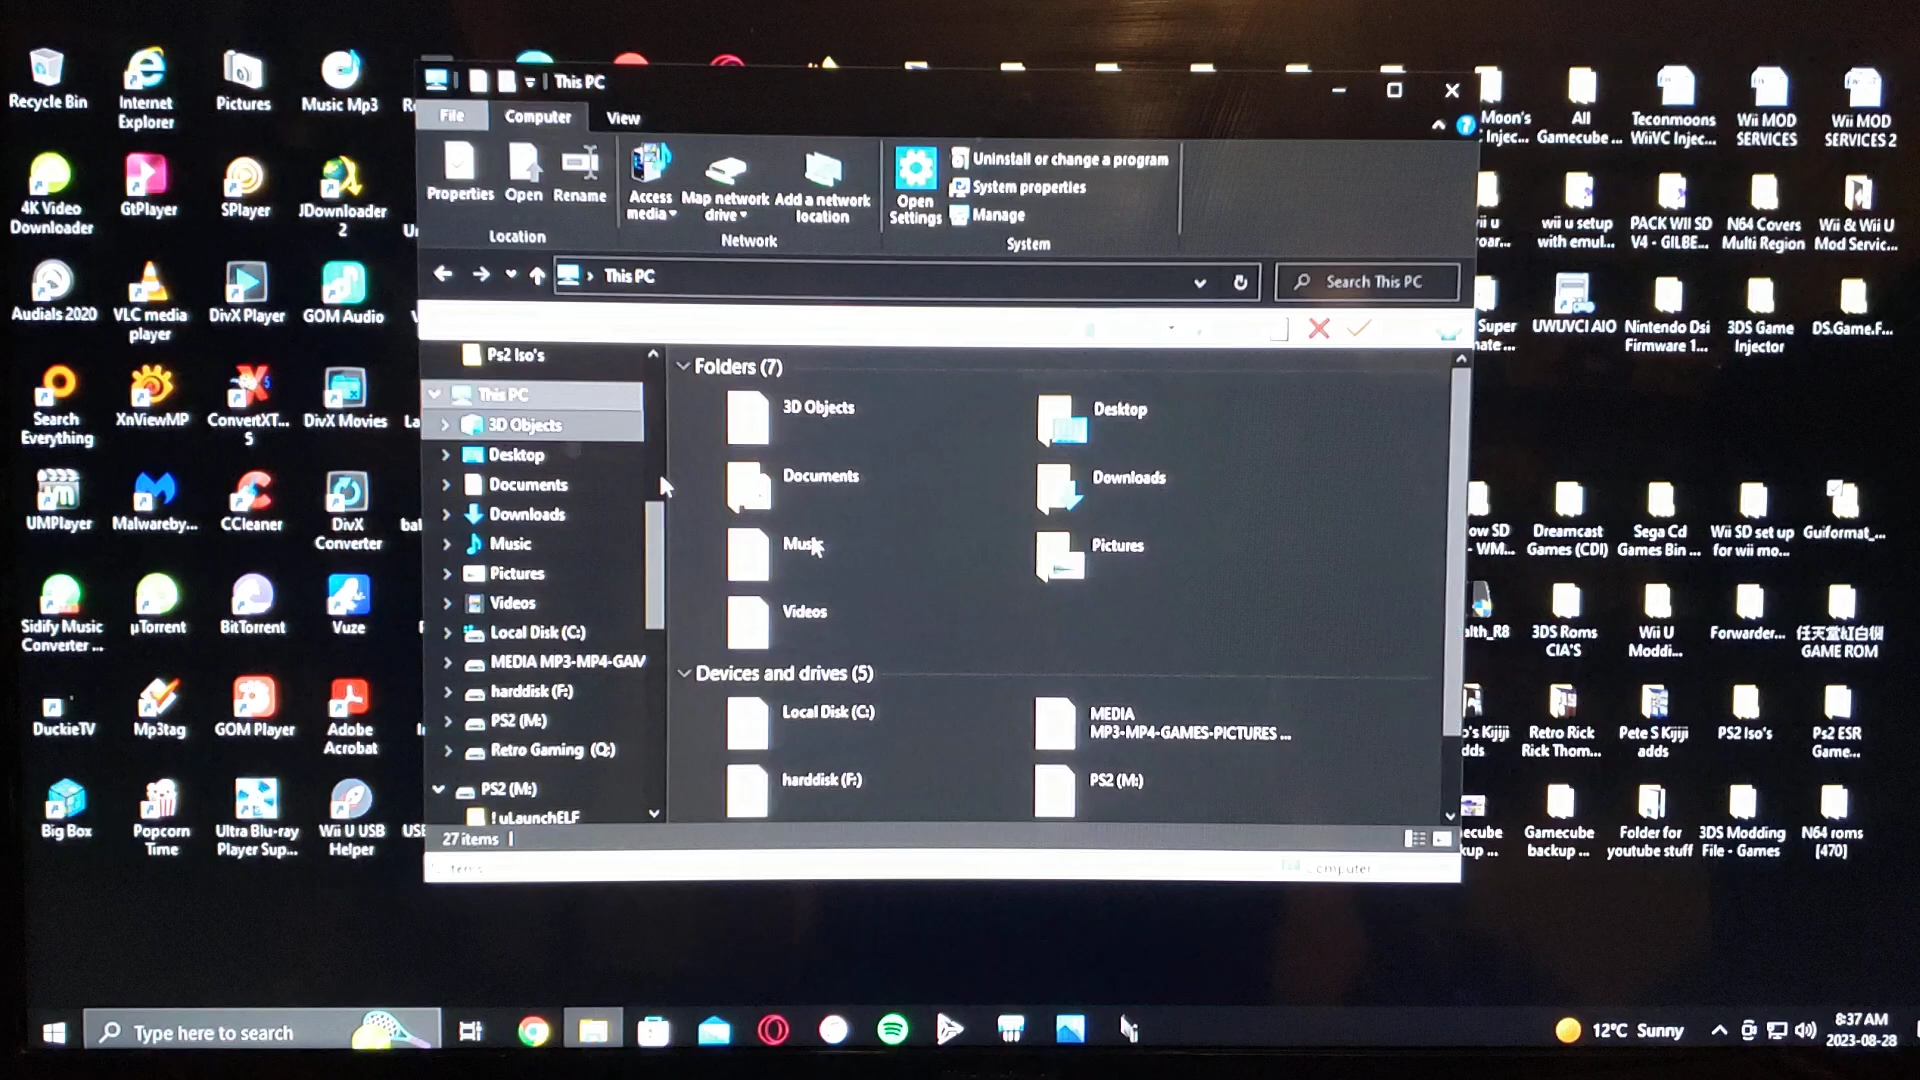 This PC
File
Computer
View
Properties
Open
Rename
Access media
Map network drive
Add a network location
Open Settings
Uninstall or change a program
System properties
Manage
Location
Network
System
This PC
Search This PC
Ps2 Iso's
This PC
3D Objects
Desktop
Documents
Downloads
Music
Pictures
Videos
Local Disk (C:)
MEDIA MP3-MP4-GAM
harddisk (F:)
PS2 (M:)
Retro Gaming (Q:)
PS2 (M:)
! uLaunchELF
Folders (7)
3D Objects
Desktop
Documents
Downloads
Music
Pictures
Videos
Devices and drives (5)
Local Disk (C:)
MEDIA
MP3-MP4-GAMES-PICTURES ...
harddisk (F:)
PS2 (M:)
27 items
Recycle Bin
Internet
Explorer
Pictures
Music Mp3
4K Video
Downloader
GtPlayer
SPlayer
JDownloader
2
Audials 2020
VLC media
player
DivX Player
GOM Audio
Search
Everything
XnViewMP
ConvertXT...
5
DivX Movies
UMPlayer
Malwareby...
CCleaner
DivX
Converter
Sidify Music
Converter ...
µTorrent
BitTorrent
Vuze
DuckieTV
Mp3tag
GOM Player
Adobe
Acrobat
Big Box
Popcorn
Time
Ultra Blu-ray
Player Sup...
Wii U USB
Helper
Moon's
Injec...
All
Gamecube ...
Teconmoons
WiiVC Injec...
Wii MOD
SERVICES
Wii MOD
SERVICES 2
wii u setup
with emul...
PACK WII SD
V4 - GILBE...
N64 Covers
Multi Region
Wii & Wii U
Mod Servic...
Super
UWUVCI AIO
Nintendo Dsi
Firmware 1...
3DS Game
Injector
DS.Game.F...
ow SD
- WM...
Dreamcast
Games (CDI)
Sega Cd
Games Bin ...
Wii SD set up
for wii mo...
Guiformat_...
alth_R8
3DS Roms
CIA'S
Wii U
Moddi...
Forwarder...
GAME ROM
o's Kijiji
dds
Retro Rick
Rick Thom...
Pete S Kijiji
adds
PS2 Iso's
Ps2 ESR
Game...
ecube
kup ...
Gamecube
backup ...
Folder for
youtube stuff
3DS Modding
File - Games
N64 roms
(470)
Type here to search
12°C Sunny
8:37 AM
2023-08-28